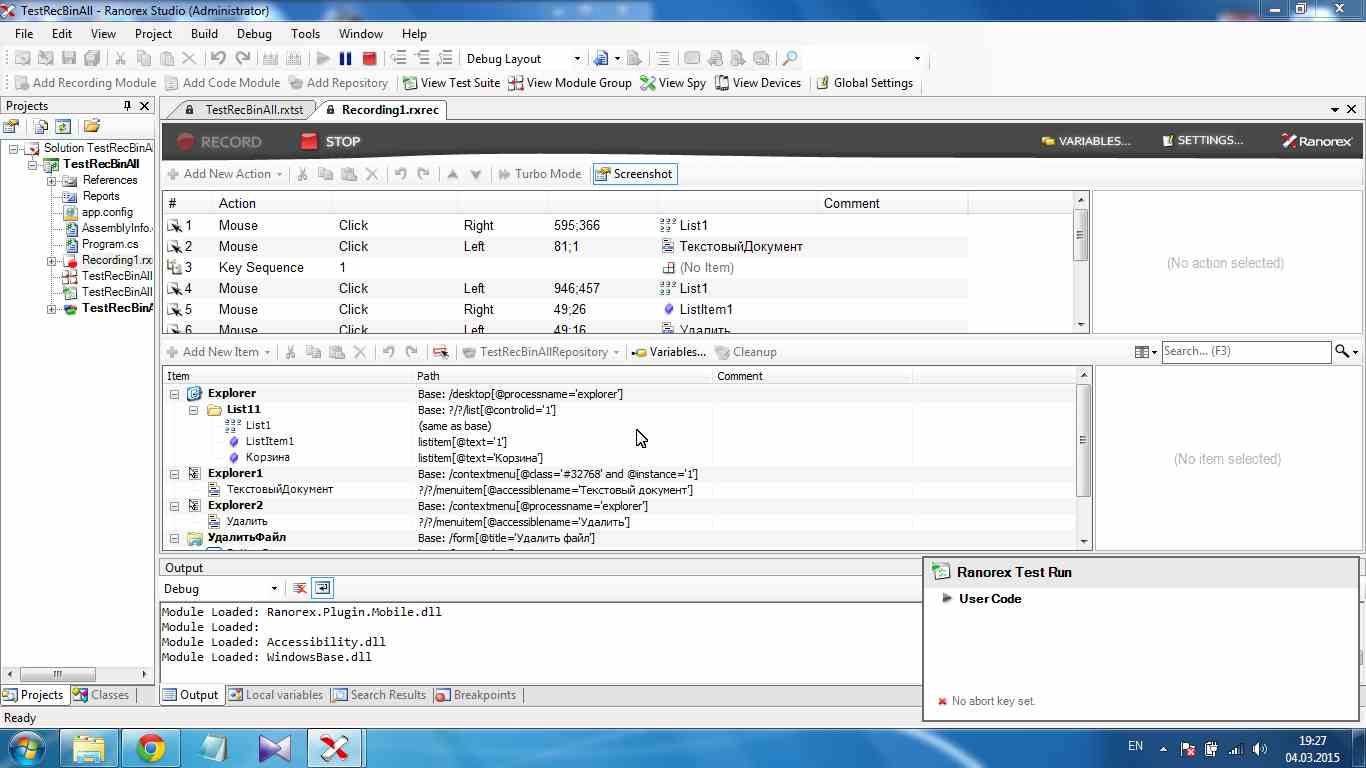 TestRecBinAll - Ranorex Studio (Administrator)
File Edit View Project Build Debug Tools Window Help
Debug Layout
Add Recording Module Add Code Module Add Repository View Test Suite View Module Group View Spy View Devices Global Settings
Projects
TestRecBinAll.rxtst Recording1.rxrec
Solution TestRecBinAl
TestRecBinAll
References
Reports
app.config
AssemblyInfo.
Program.cs
Recording1.rx
TestRecBinAll
TestRecBinAll
TestRecBinA
RECORD STOP VARIABLES... SETTINGS... Ranorex
Add New Action Turbo Mode Screenshot
# Action Comment
1 Mouse Click Right 595;366 List1
2 Mouse Click Left 81;1 ТекстовыйДокумент
3 Key Sequence 1 (No Item)
4 Mouse Click Left 946;457 List1
5 Mouse Click Right 49;26 ListItem1
6 Mouse Click Left 49;16 Удалить
(No action selected)
Add New Item TestRecBinAllRepository Variables... Cleanup Search... (F3)
Item Path Comment
Explorer Base: /desktop[@processname='explorer']
List11 Base: ?/?/list[@controlid='1']
List1 (same as base)
ListItem1 listitem[@text='1']
Корзина listitem[@text='Корзина']
Explorer1 Base: /contextmenu[@class='#32768' and @instance='1']
ТекстовыйДокумент ?/?/menuitem[@accessiblename='Текстовый документ']
Explorer2 Base: /contextmenu[@processname='explorer']
Удалить ?/?/menuitem[@accessiblename='Удалить']
УдалитьФайл Base: /form[@title='Удалить файл']
(No item selected)
Output
Debug
Module Loaded: Ranorex.Plugin.Mobile.dll
Module Loaded:
Module Loaded: Accessibility.dll
Module Loaded: WindowsBase.dll
Ranorex Test Run
User Code
No abort key set.
Projects Classes Output Local variables Search Results Breakpoints
Ready
EN
19:27
04.03.2015